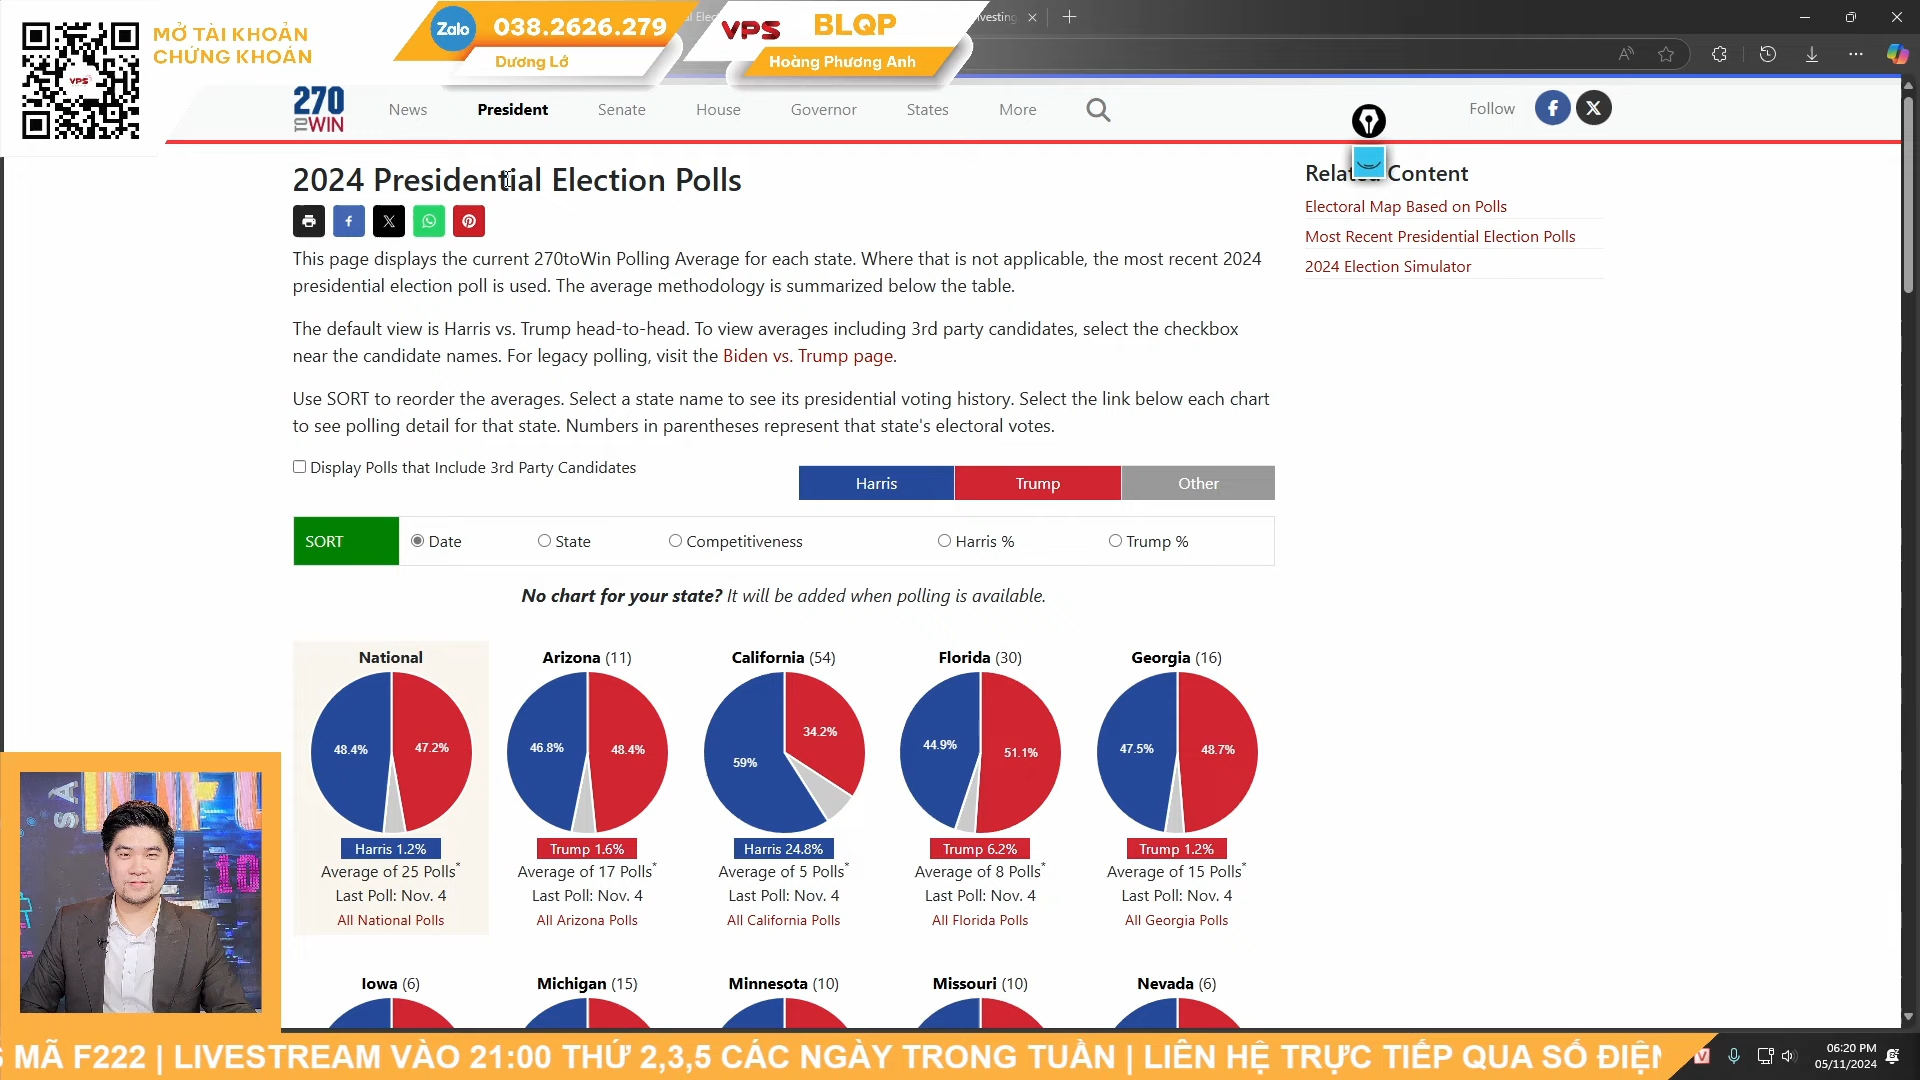 MỞ TÀI KHOẢN
CHỨNG KHOÁN
VPS
Zalo
038.2626.279
Dương Lớ
VPS
BLQP
Hoàng Phương Anh
270
TO WIN
News
President
Senate
House
Governor
States
More
Follow
2024 Presidential Election Polls
This page displays the current 270toWin Polling Average for each state. Where that is not applicable, the most recent 2024
presidential election poll is used. The average methodology is summarized below the table.
The default view is Harris vs. Trump head-to-head. To view averages including 3rd party candidates, select the checkbox
near the candidate names. For legacy polling, visit the Biden vs. Trump page.
Use SORT to reorder the averages. Select a state name to see its presidential voting history. Select the link below each chart
to see polling detail for that state. Numbers in parentheses represent that state's electoral votes.
Display Polls that Include 3rd Party Candidates
Harris
Trump
Other
SORT
Date
State
Competitiveness
Harris %
Trump %
No chart for your state? It will be added when polling is available.
National
48.4%
47.2%
Harris 1.2%
Average of 25 Polls*
Last Poll: Nov. 4
All National Polls
Arizona (11)
46.8%
48.4%
Trump 1.6%
Average of 17 Polls*
Last Poll: Nov. 4
All Arizona Polls
California (54)
59%
34.2%
Harris 24.8%
Average of 5 Polls*
Last Poll: Nov. 4
All California Polls
Florida (30)
44.9%
51.1%
Trump 6.2%
Average of 8 Polls*
Last Poll: Nov. 4
All Florida Polls
Georgia (16)
47.5%
48.7%
Trump 1.2%
Average of 15 Polls*
Last Poll: Nov. 4
All Georgia Polls
Iowa (6)
Michigan (15)
Minnesota (10)
Missouri (10)
Nevada (6)
Related Content
Electoral Map Based on Polls
Most Recent Presidential Election Polls
2024 Election Simulator
MÃ F222 | LIVESTREAM VÀO 21:00 THỨ 2,3,5 CÁC NGÀY TRONG TUẦN | LIÊN HỆ TRỰC TIẾP QUA SỐ
06:20 PM
05/11/2024